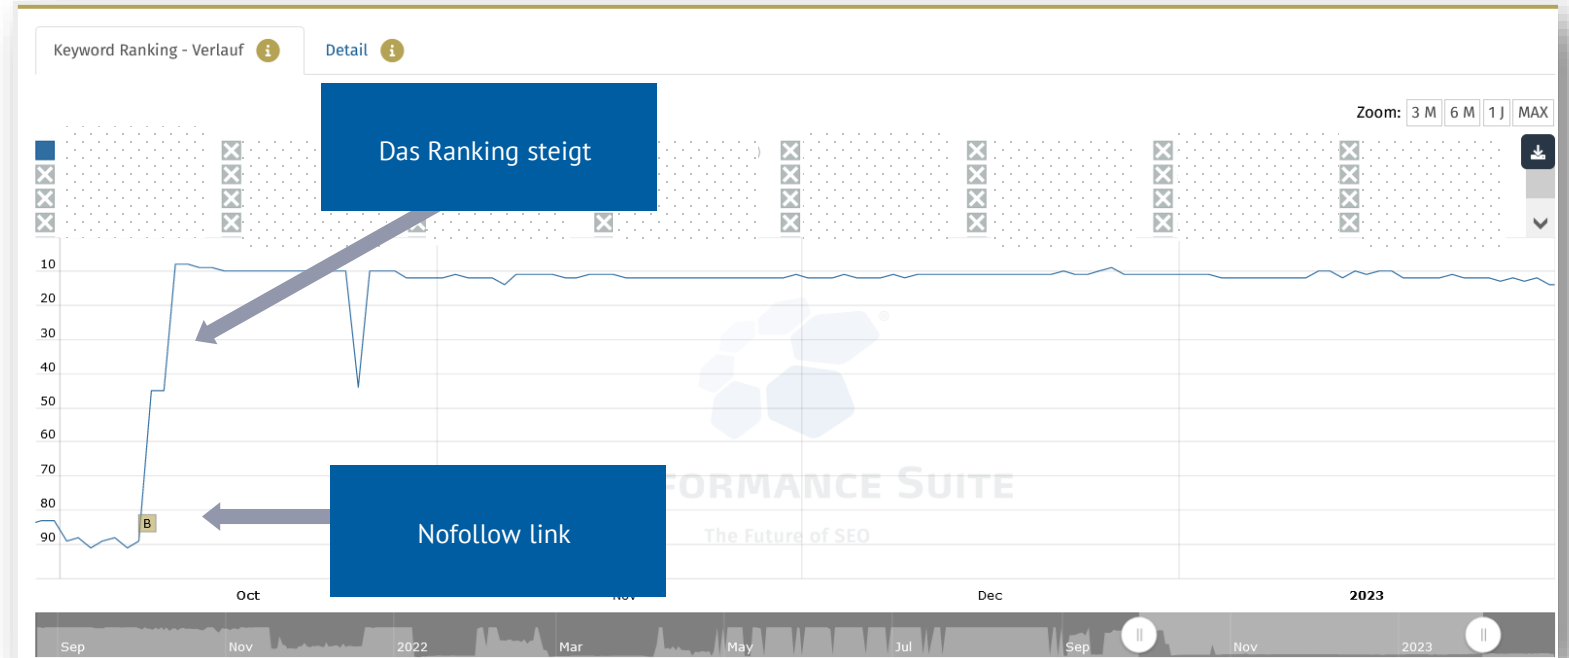 Keyword Ranking - Verlauf i
Detail i
Das Ranking steigt
Zoom: 3 M 6 M 1 J MAX
10
20
30
40
50
60
70
80
90
B
Nofollow link
FORMANCE SUITE
The Future of SEO
®
Oct
Nov
Dec
2023
Sep
Nov
2022
Mar
May
Jul
Sep
Nov
2023